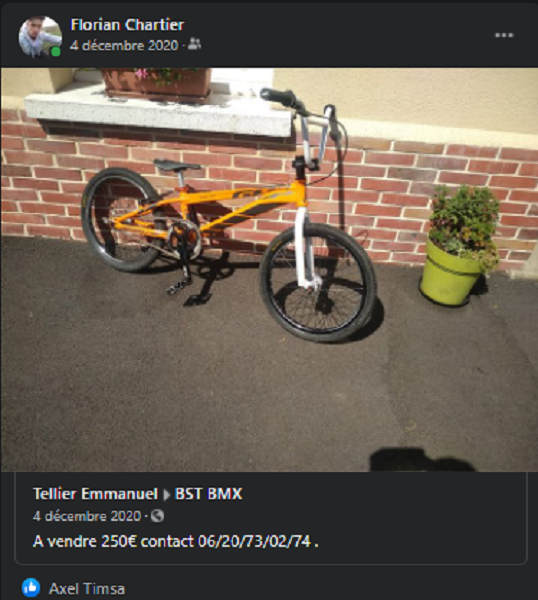 Florian Chartier
4 décembre 2020 ·
Tellier Emmanuel ▸ BST BMX
4 décembre 2020 ·
A vendre 250€ contact 06/20/73/02/74 .
Axel Timsa